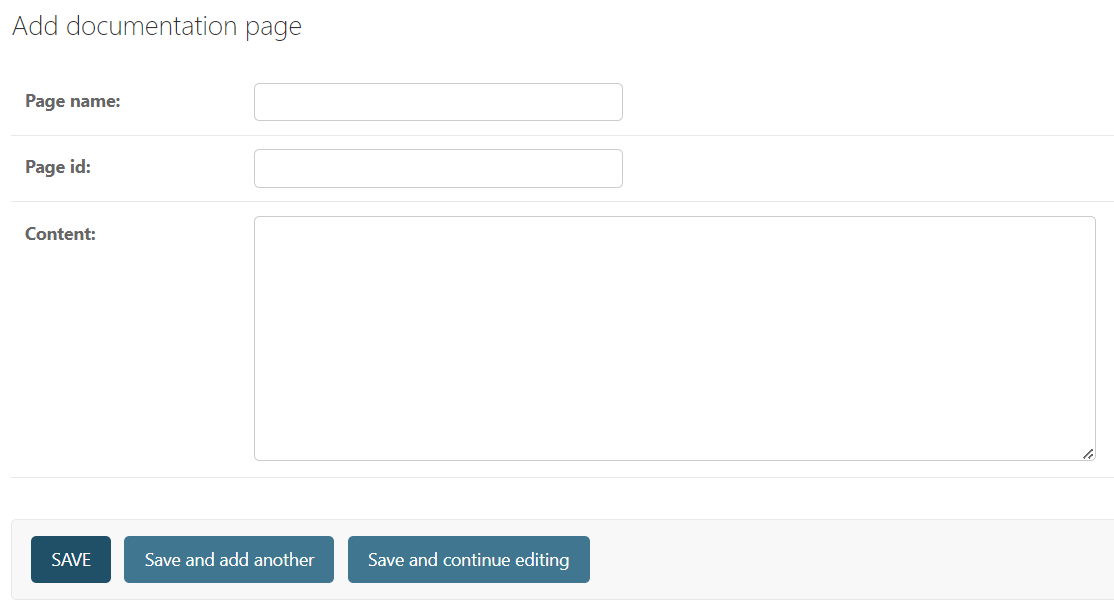 Add documentation page
Page name:
Page id:
Content:
SAVE
Save and add another
Save and continue editing